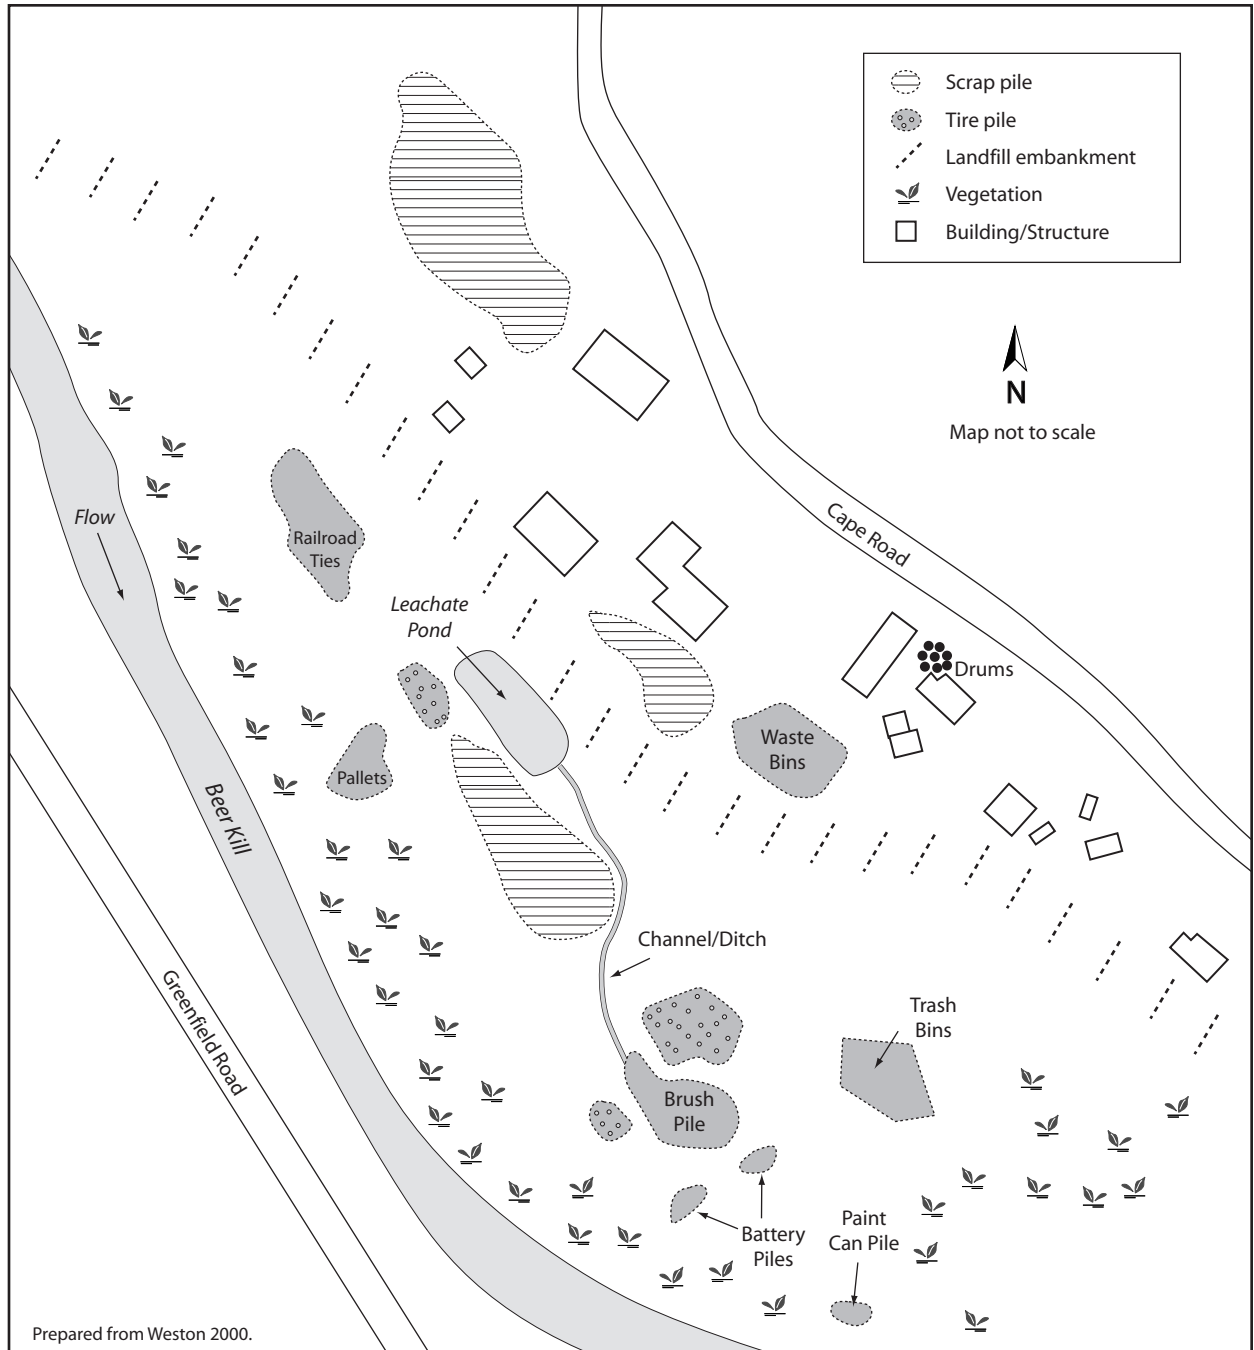 Scrap pile
Tire pile
Landfill embankment
Vegetation
Building/Structure
N
Map not to scale
Cape Road
Flow
Railroad
Ties
Leachate
Pond
Drums
Waste
Bins
Pallets
Beer Kill
Channel/Ditch
Greenfield Road
Trash
Bins
Brush
Pile
Battery
Piles
Paint
Can Pile
Prepared from Weston 2000.